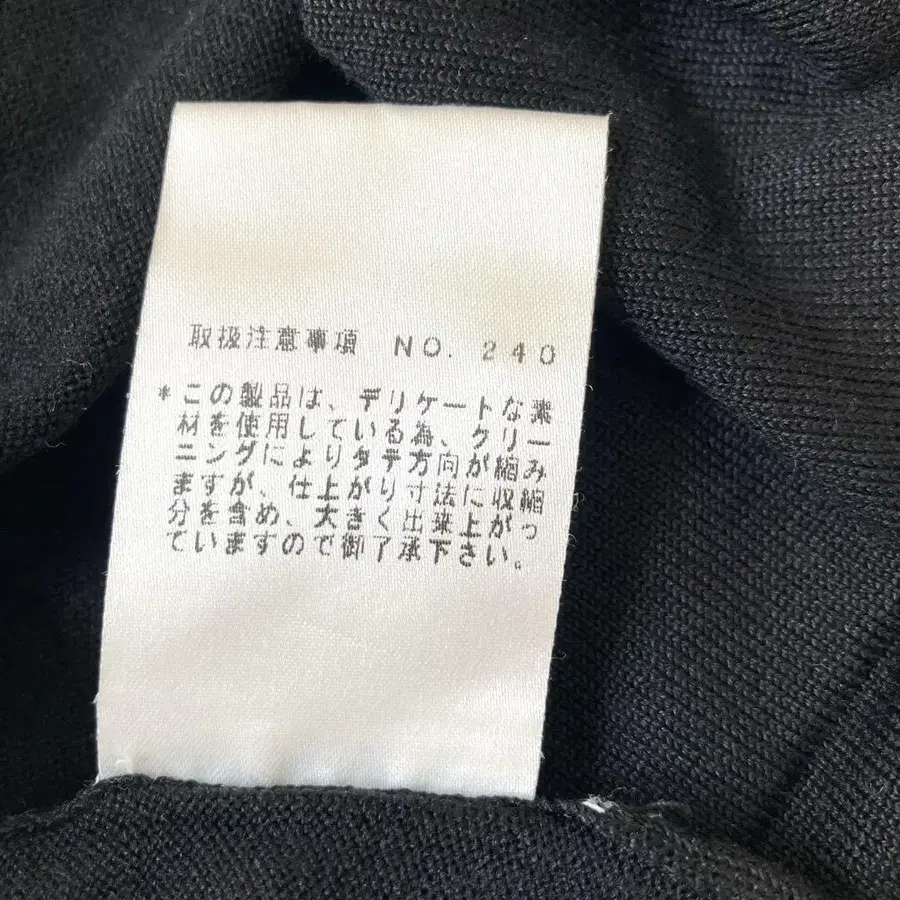 取扱注意事項 NO. 240
*この製品は、デリケートな素
材を使用している為、クリー
ニングによりタテ方向が縮み
ますが、仕上がり寸法に収縮
分を含め、大きく出来上がっ
ていますので御了承下さい。